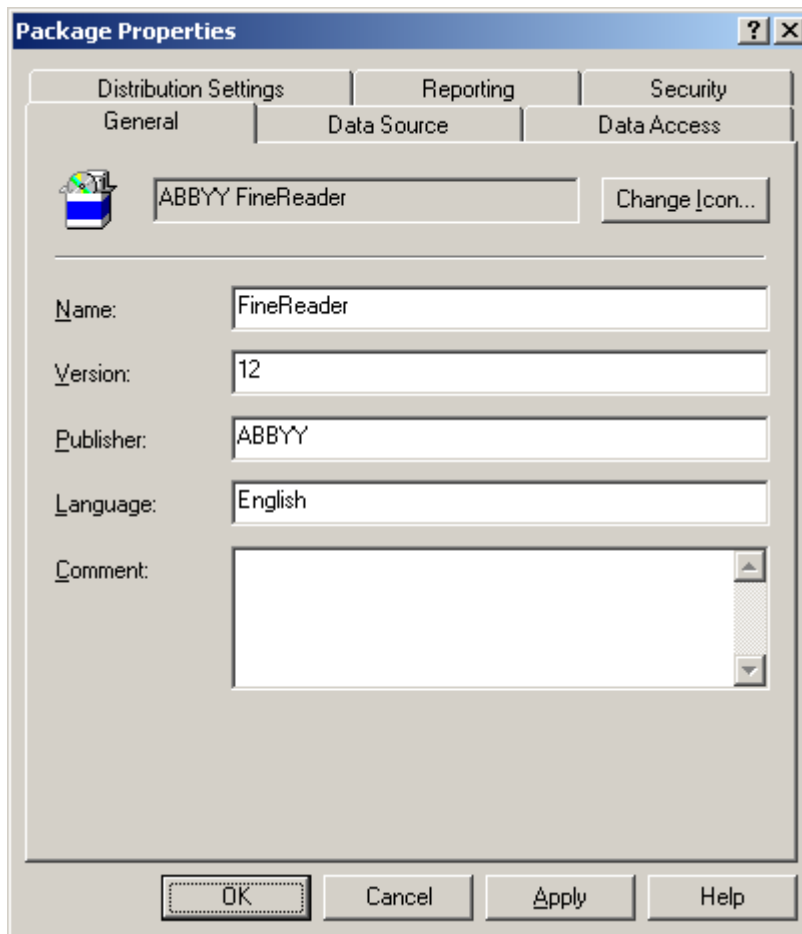 Package Properties
Distribution Settings Reporting Security
General Data Source Data Access
ABBYY FineReader Change Icon...
Name: FineReader
Version: 12
Publisher: ABBYY
Language: English
Comment:
OK Cancel Apply Help